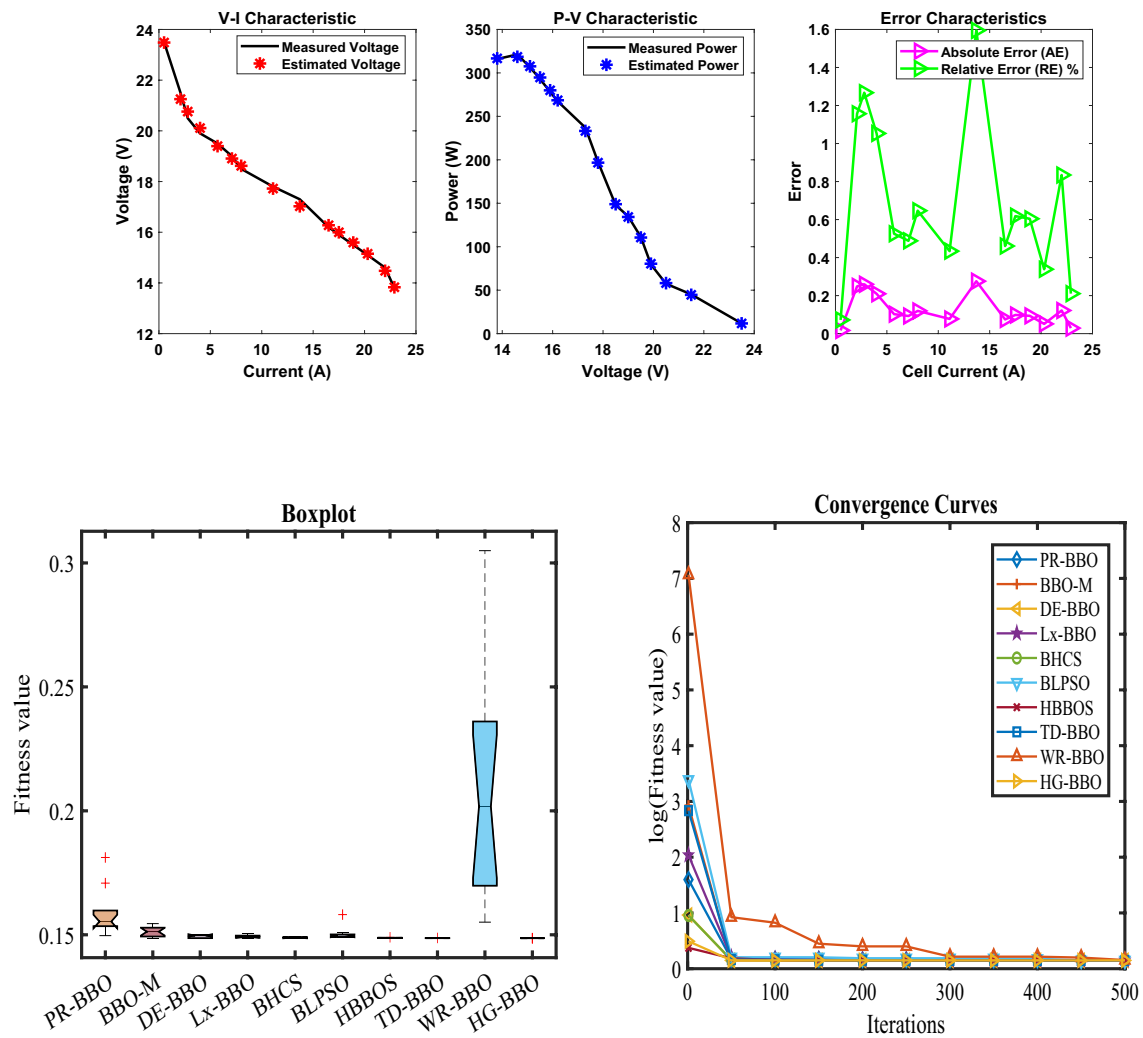 V-I Characteristic
24
22
20
18
16
14
12
Voltage (V)
Measured Voltage
Estimated Voltage
0
5
10
15
20
25
Current (A)
P-V Characteristic
350
300
250
200
150
100
50
0
Power (W)
Measured Power
Estimated Power
14
16
18
20
22
24
Voltage (V)
Error Characteristics
1.6
1.4
1.2
1
0.8
0.6
0.4
0.2
0
Error
Absolute Error (AE)
Relative Error (RE) %
0
5
10
15
20
25
Cell Current (A)
Boxplot
0.3
0.25
0.2
0.15
Fitness value
PR-BBO
BBO-M
DE-BBO
Lx-BBO
BHCS
BLPSO
HBBOS
TD-BBO
WR-BBO
HG-BBO
Convergence Curves
8
7
6
5
4
3
2
1
0
log(Fitness value)
PR-BBO
BBO-M
DE-BBO
Lx-BBO
BHCS
BLPSO
HBBOS
TD-BBO
WR-BBO
HG-BBO
0
100
200
300
400
500
Iterations